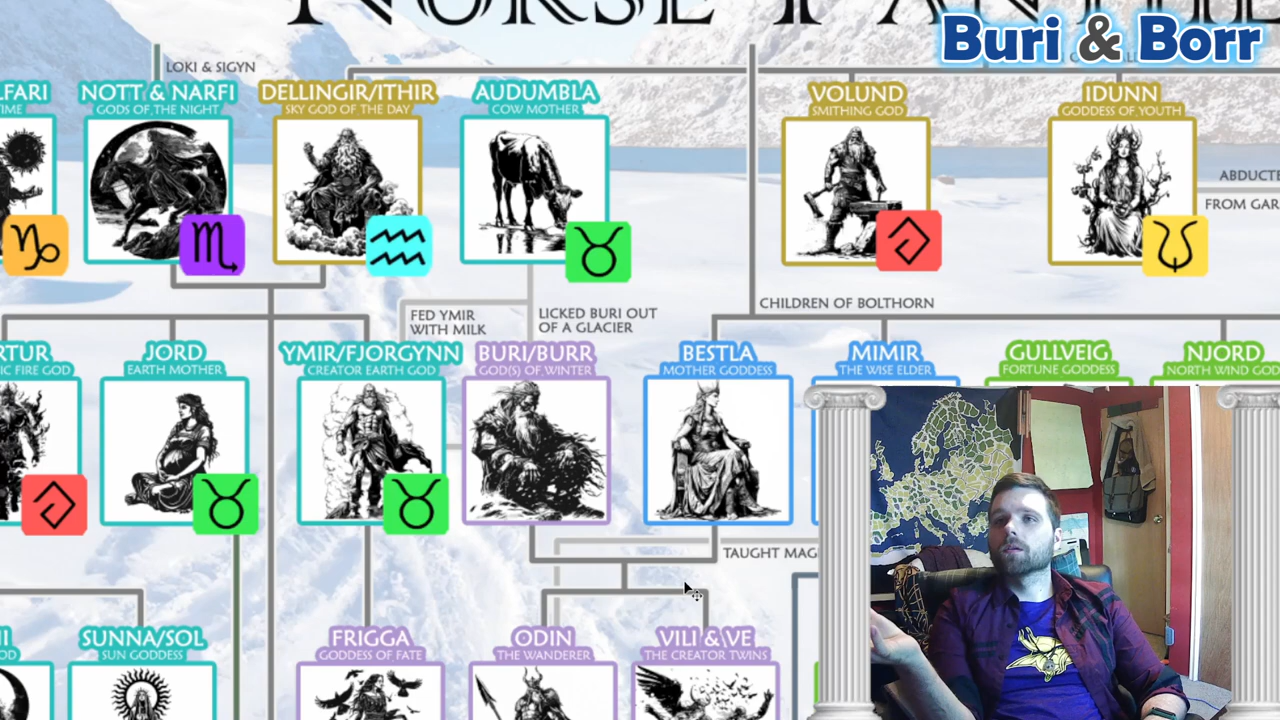 Buri & Borr
LOKI & SIGYN
NOTT & NARFI
GODS OF THE NIGHT
DELLINGIR/ITHIR
SKY GOD OF THE DAY
AUDUMBLA
COW MOTHER
VOLUND
SMITHING GOD
IDUNN
GODDESS OF YOUTH
ABDUCTE
FROM GAR
FED YMIR
WITH MILK
LICKED BURI OUT
OF A GLACIER
CHILDREN OF BOLTHORN
RTUR
IC FIRE GOD
JORD
EARTH MOTHER
YMIR/FJORGYNN
CREATOR EARTH GOD
BURI/BURR
GOD(S) OF WINTER
BESTLA
MOTHER GODDESS
MIMIR
THE WISE ELDER
GULLVEIG
FORTUNE GODDESS
NJORD
NORTH WIND GOD
TAUGHT MAG
SUNNA/SOL
SUN GODDESS
FRIGGA
GODDESS OF FATE
ODIN
THE WANDERER
VILI & VE
THE CREATOR TWINS